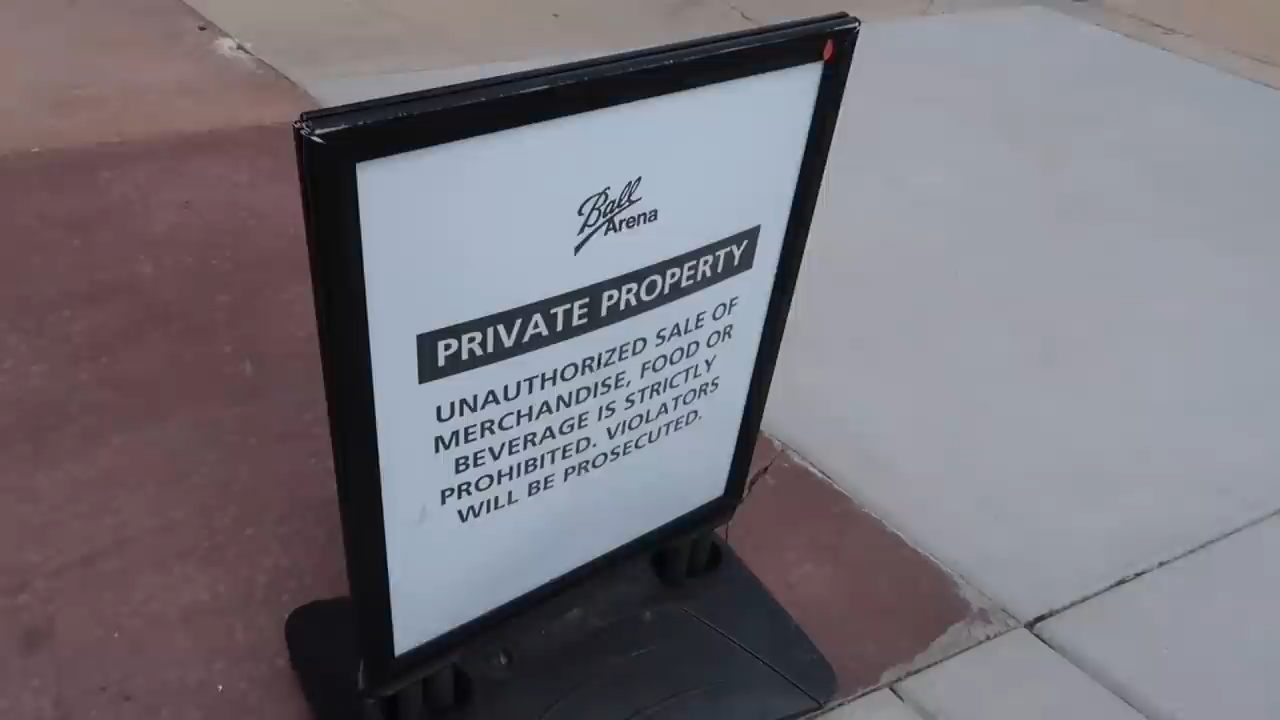 Ball
Arena
PRIVATE PROPERTY
UNAUTHORIZED SALE OF
MERCHANDISE, FOOD OR
BEVERAGE IS STRICTLY
PROHIBITED. VIOLATORS
WILL BE PROSECUTED.